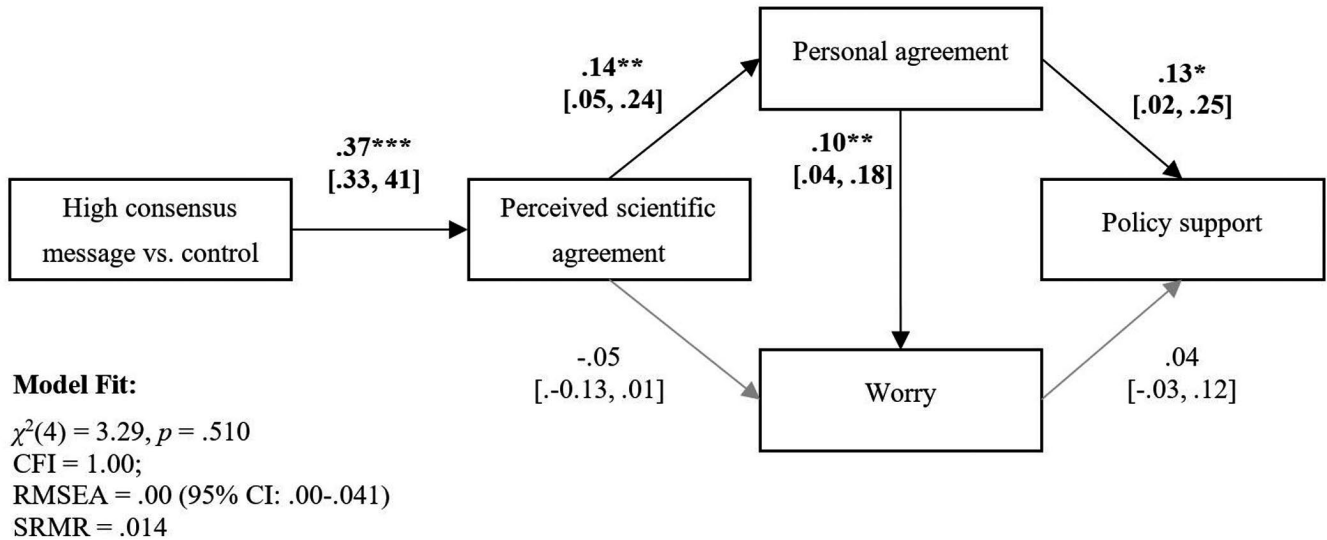 Personal agreement
.14**
[.05, .24]
.13*
[.02, .25]
.37***
[.33, 41]
.10**
[.04, .18]
High consensus
message vs. control
Perceived scientific
agreement
Policy support
-.05
[.-0.13, .01]
Worry
.04
[-.03, .12]
Model Fit:
χ²(4) = 3.29, p = .510
CFI = 1.00;
RMSEA = .00 (95% CI: .00-.041)
SRMR = .014